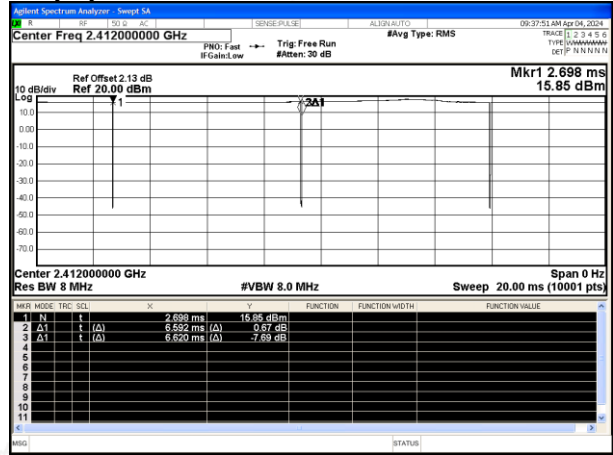 Agilent Spectrum Analyzer - Swept SA
R RF 50 Ω AC SENSE:PULSE ALIGN AUTO 09:37:51 AM Apr 04, 2024
Center Freq 2.412000000 GHz #Avg Type: RMS TRACE 1 2 3 4 5 6
PNO: Fast Trig: Free Run TYPE WWWWWW
IFGain:Low #Atten: 30 dB DET P N N N N N
Mkr1 2.698 ms
Ref Offset 2.13 dB
10 dB/div Ref 20.00 dBm 15.85 dBm
Log
1 3Δ1
10.0
0.00
-10.0
-20.0
-30.0
-40.0
-50.0
-60.0
-70.0
Center 2.412000000 GHz Span 0 Hz
Res BW 8 MHz #VBW 8.0 MHz Sweep 20.00 ms (10001 pts)
MKR MODE TRC SCL X Y FUNCTION FUNCTION WIDTH FUNCTION VALUE
1 N t 2.698 ms 15.85 dBm
2 Δ1 t (Δ) 6.592 ms (Δ) 0.67 dB
3 Δ1 t (Δ) 6.620 ms (Δ) -7.69 dB
4
5
6
7
8
9
10
11
MSG STATUS